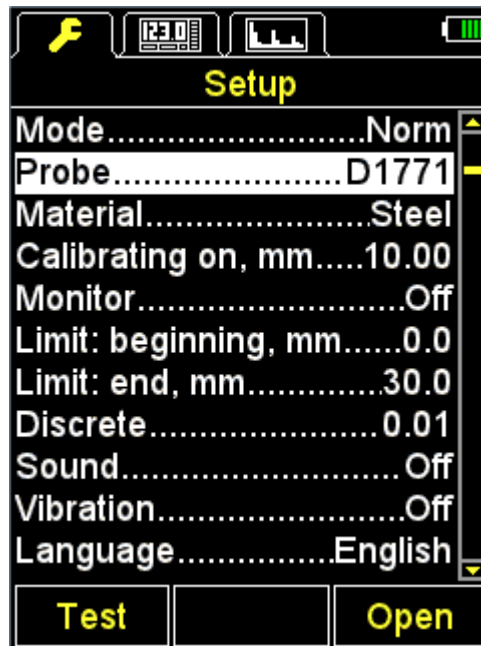 123.0
Setup
Mode.......................Norm
Probe......................D1771
Material....................Steel
Calibrating on, mm.....10.00
Monitor.......................Off
Limit: beginning, mm......0.0
Limit: end, mm............30.0
Discrete....................0.01
Sound........................Off
Vibration.....................Off
Language..............English
Test
Open